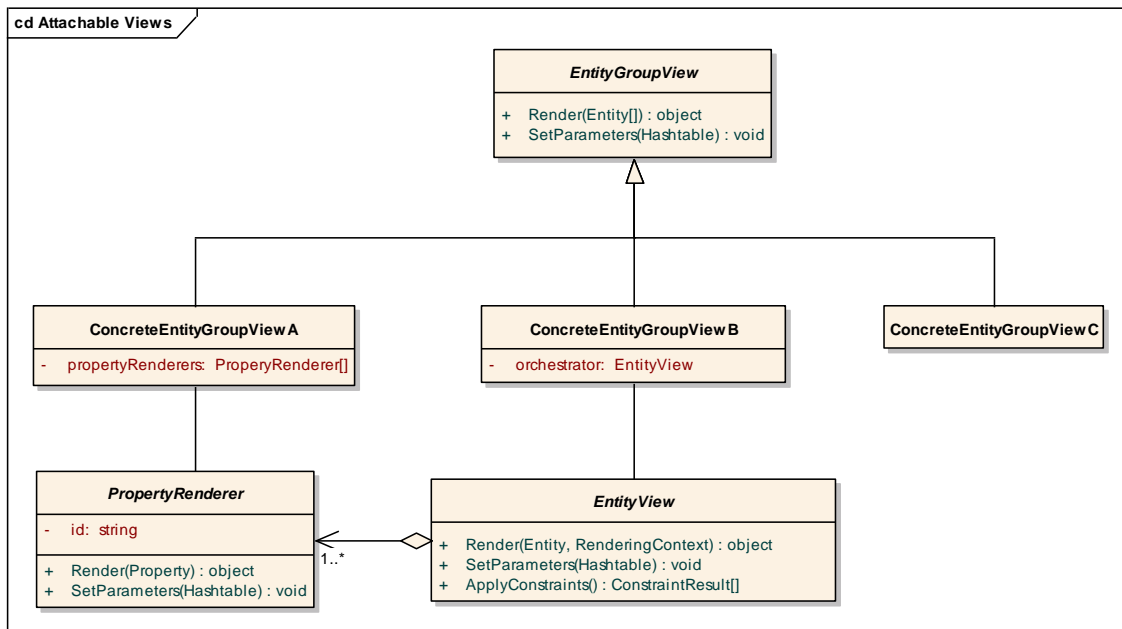 cd Attachable Views
EntityGroupView
+ Render(Entity[]) : object
+ SetParameters(Hashtable) : void
ConcreteEntityGroupViewA
- propertyRenderers: ProperyRenderer[]
ConcreteEntityGroupViewB
- orchestrator: EntityView
ConcreteEntityGroupViewC
PropertyRenderer
- id: string
+ Render(Property) : object
+ SetParameters(Hashtable) : void
1..*
EntityView
+ Render(Entity, RenderingContext) : object
+ SetParameters(Hashtable) : void
+ ApplyConstraints() : ConstraintResult[]